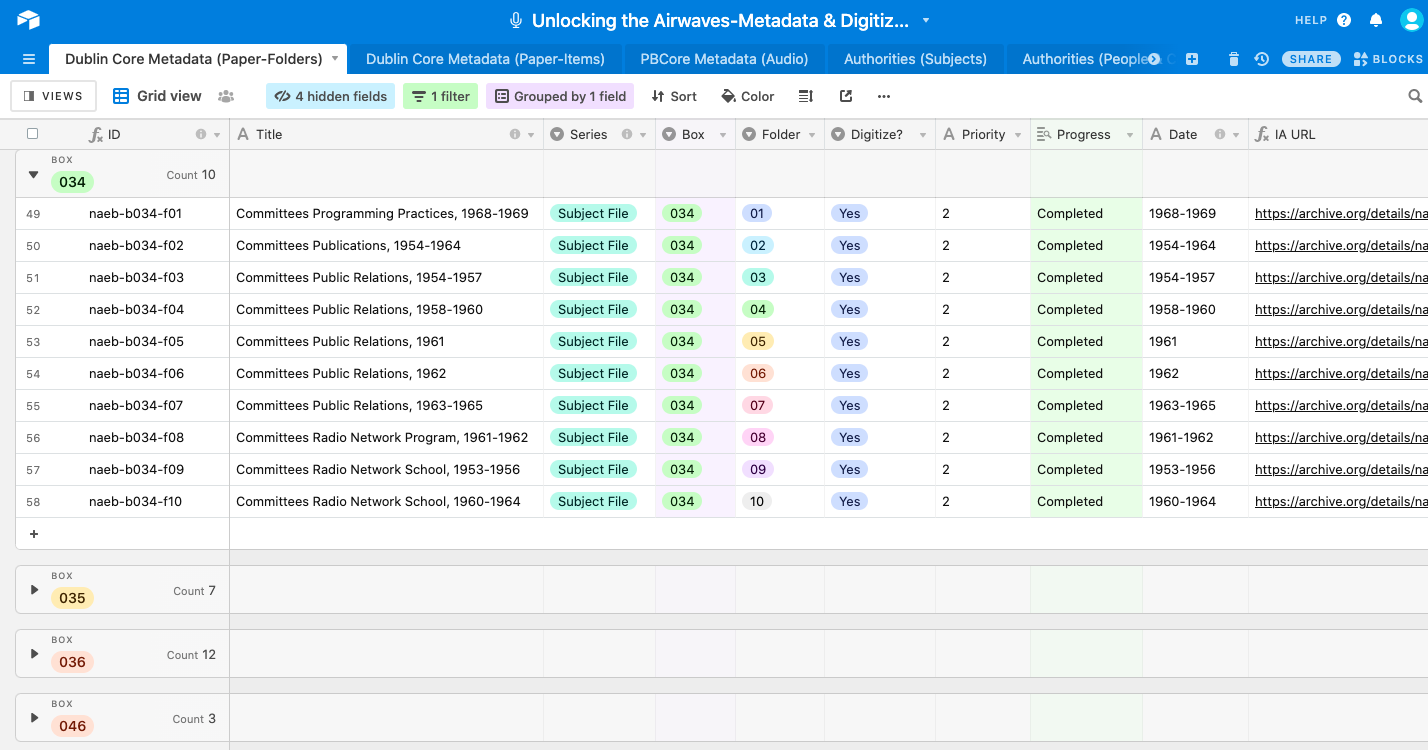 Unlocking the Airwaves-Metadata & Digitiz...
HELP
Dublin Core Metadata (Paper-Folders)
Dublin Core Metadata (Paper-Items)
PBCore Metadata (Audio)
Authorities (Subjects)
Authorities (People
SHARE
BLOCKS
VIEWS
Grid view
4 hidden fields
1 filter
Grouped by 1 field
Sort
Color
ID Title Series Box Folder Digitize? Priority Progress Date IA URL
BOX
034 Count 10
49 naeb-b034-f01 Committees Programming Practices, 1968-1969 Subject File 034 01 Yes 2 Completed 1968-1969 https://archive.org/details/na
50 naeb-b034-f02 Committees Publications, 1954-1964 Subject File 034 02 Yes 2 Completed 1954-1964 https://archive.org/details/na
51 naeb-b034-f03 Committees Public Relations, 1954-1957 Subject File 034 03 Yes 2 Completed 1954-1957 https://archive.org/details/na
52 naeb-b034-f04 Committees Public Relations, 1958-1960 Subject File 034 04 Yes 2 Completed 1958-1960 https://archive.org/details/na
53 naeb-b034-f05 Committees Public Relations, 1961 Subject File 034 05 Yes 2 Completed 1961 https://archive.org/details/na
54 naeb-b034-f06 Committees Public Relations, 1962 Subject File 034 06 Yes 2 Completed 1962 https://archive.org/details/na
55 naeb-b034-f07 Committees Public Relations, 1963-1965 Subject File 034 07 Yes 2 Completed 1963-1965 https://archive.org/details/na
56 naeb-b034-f08 Committees Radio Network Program, 1961-1962 Subject File 034 08 Yes 2 Completed 1961-1962 https://archive.org/details/na
57 naeb-b034-f09 Committees Radio Network School, 1953-1956 Subject File 034 09 Yes 2 Completed 1953-1956 https://archive.org/details/na
58 naeb-b034-f10 Committees Radio Network School, 1960-1964 Subject File 034 10 Yes 2 Completed 1960-1964 https://archive.org/details/na
+
BOX
035 Count 7
BOX
036 Count 12
BOX
046 Count 3